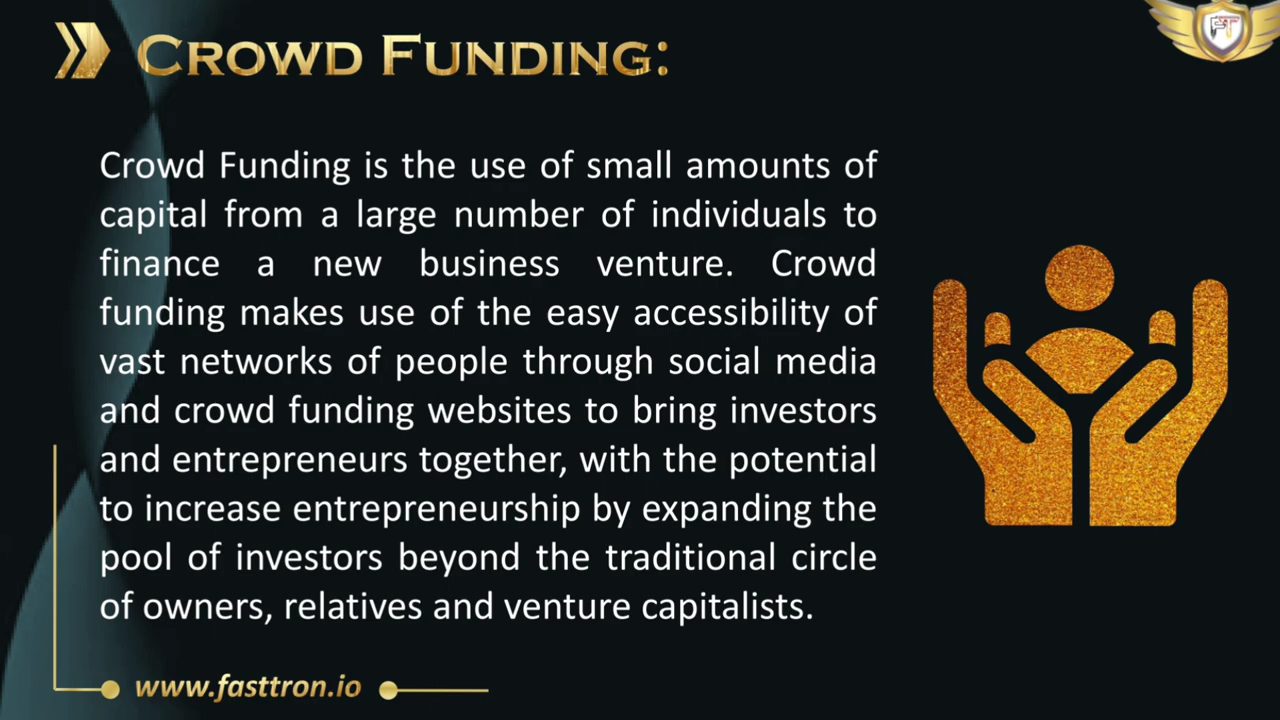 Crowd Funding:
Crowd Funding is the use of small amounts of
capital from a large number of individuals to
finance a new business venture. Crowd
funding makes use of the easy accessibility of
vast networks of people through social media
and crowd funding websites to bring investors
and entrepreneurs together, with the potential
to increase entrepreneurship by expanding the
pool of investors beyond the traditional circle
of owners, relatives and venture capitalists.
www.fasttron.io
FT